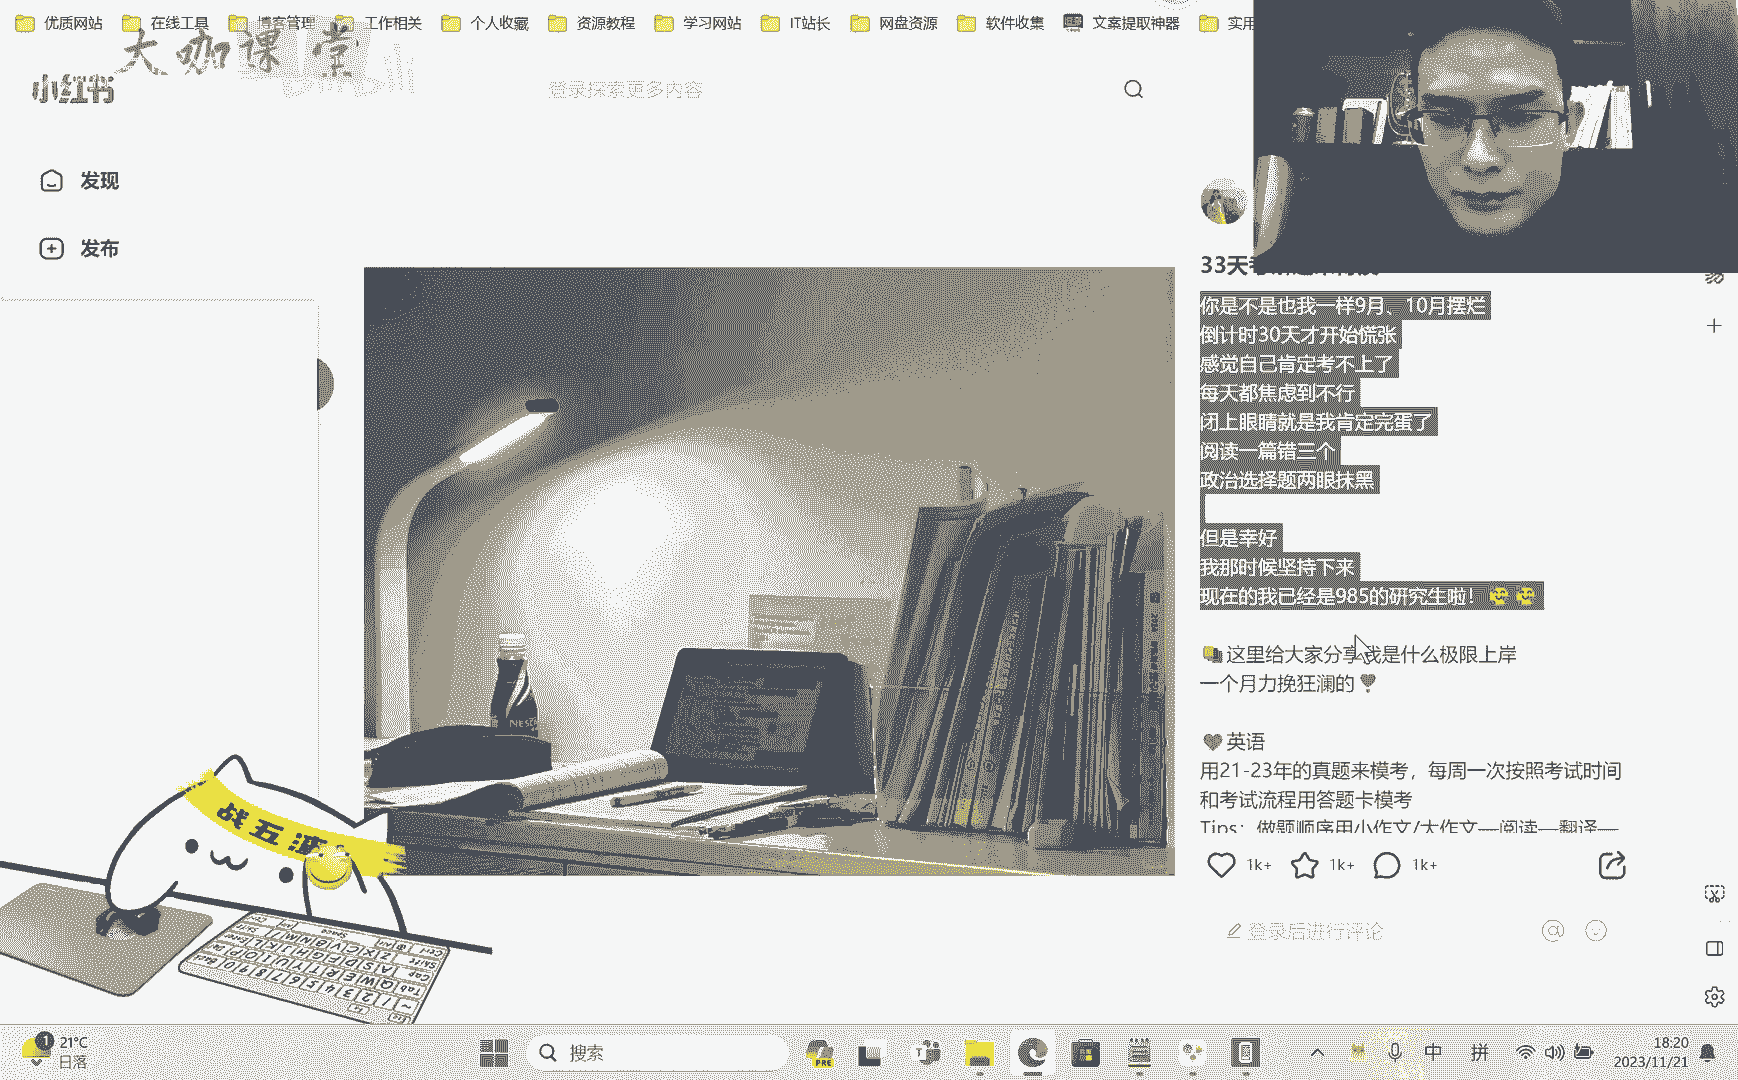 优质网站
在线工具
博客管理
工作相关
个人收藏
资源教程
学习网站
IT站长
网盘资源
软件收集
文案提取神器
实用
大咖课堂
bilibili
小红书
登录探索更多内容
发现
发布
33天
你是不是也我一样9月、10月摆烂
倒计时30天才开始慌张
感觉自己肯定考不上了
每天都焦虑到不行
闭上眼睛就是我肯定完蛋了
阅读一篇错三个
政治选择题两眼抹黑
但是幸好
我那时候坚持下来
现在的我已经是985的研究生啦！
这里给大家分享我是什么极限上岸
一个月力挽狂澜的
英语
用21-23年的真题来模考，每周一次按照考试时间
和考试流程用答题卡模考
Tips：做题顺序用小作文/大作文—阅读—翻译—
1k+
1k+
1k+
登录后进行评论
NESC
战五渣
1
21°C
日落
搜索
PRE
中
拼
18:20
2023/11/21